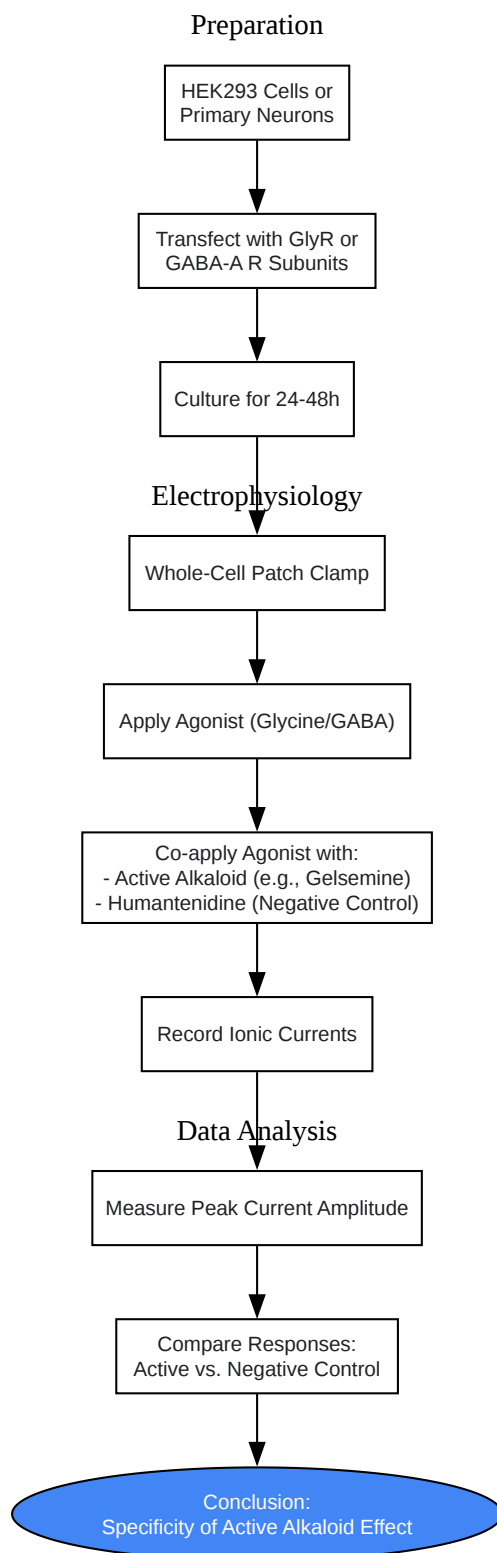 Preparation
HEK293 Cells or
Primary Neurons
Transfect with GlyR or
GABA-A R Subunits
Culture for 24-48h
Electrophysiology
Whole-Cell Patch Clamp
Apply Agonist (Glycine/GABA)
Co-apply Agonist with:
- Active Alkaloid (e.g., Gelsemine)
- Humantenidine (Negative Control)
Record Ionic Currents
Data Analysis
Measure Peak Current Amplitude
Compare Responses:
Active vs. Negative Control
Conclusion:
Specificity of Active Alkaloid Effect